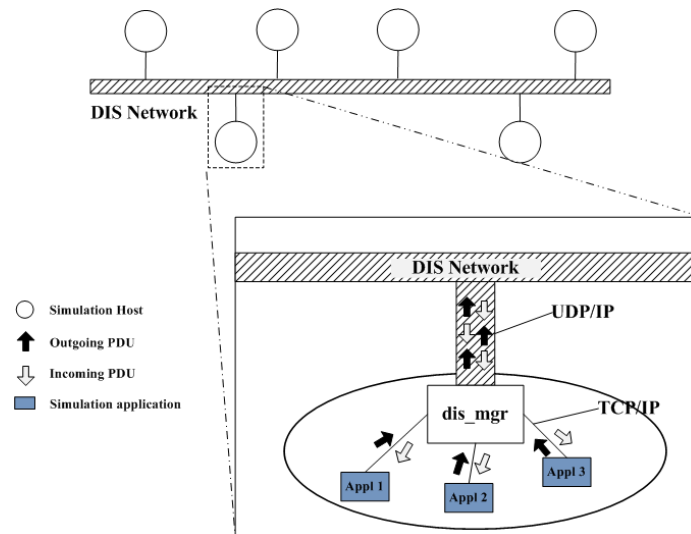 DIS Network
DIS Network
UDP/IP
Simulation Host
Outgoing PDU
Incoming PDU
Simulation application
dis_mgr
TCP/IP
Appl 1
Appl 2
Appl 3